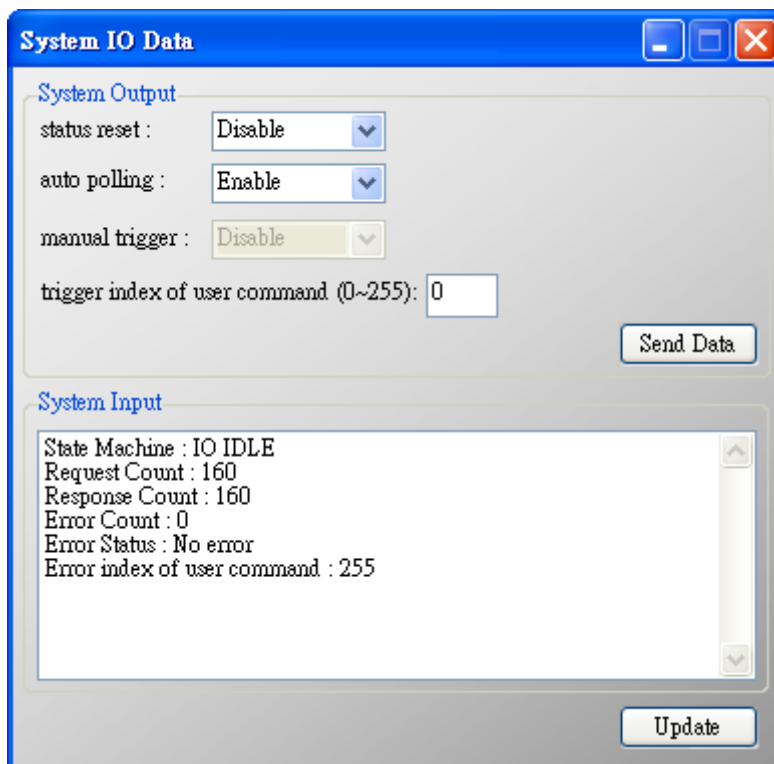 System IO Data
System Output
status reset : Disable
auto polling : Enable
manual trigger : Disable
trigger index of user command (0~255): 0
Send Data
System Input
State Machine : IO IDLE
Request Count : 160
Response Count : 160
Error Count : 0
Error Status : No error
Error index of user command : 255
Update